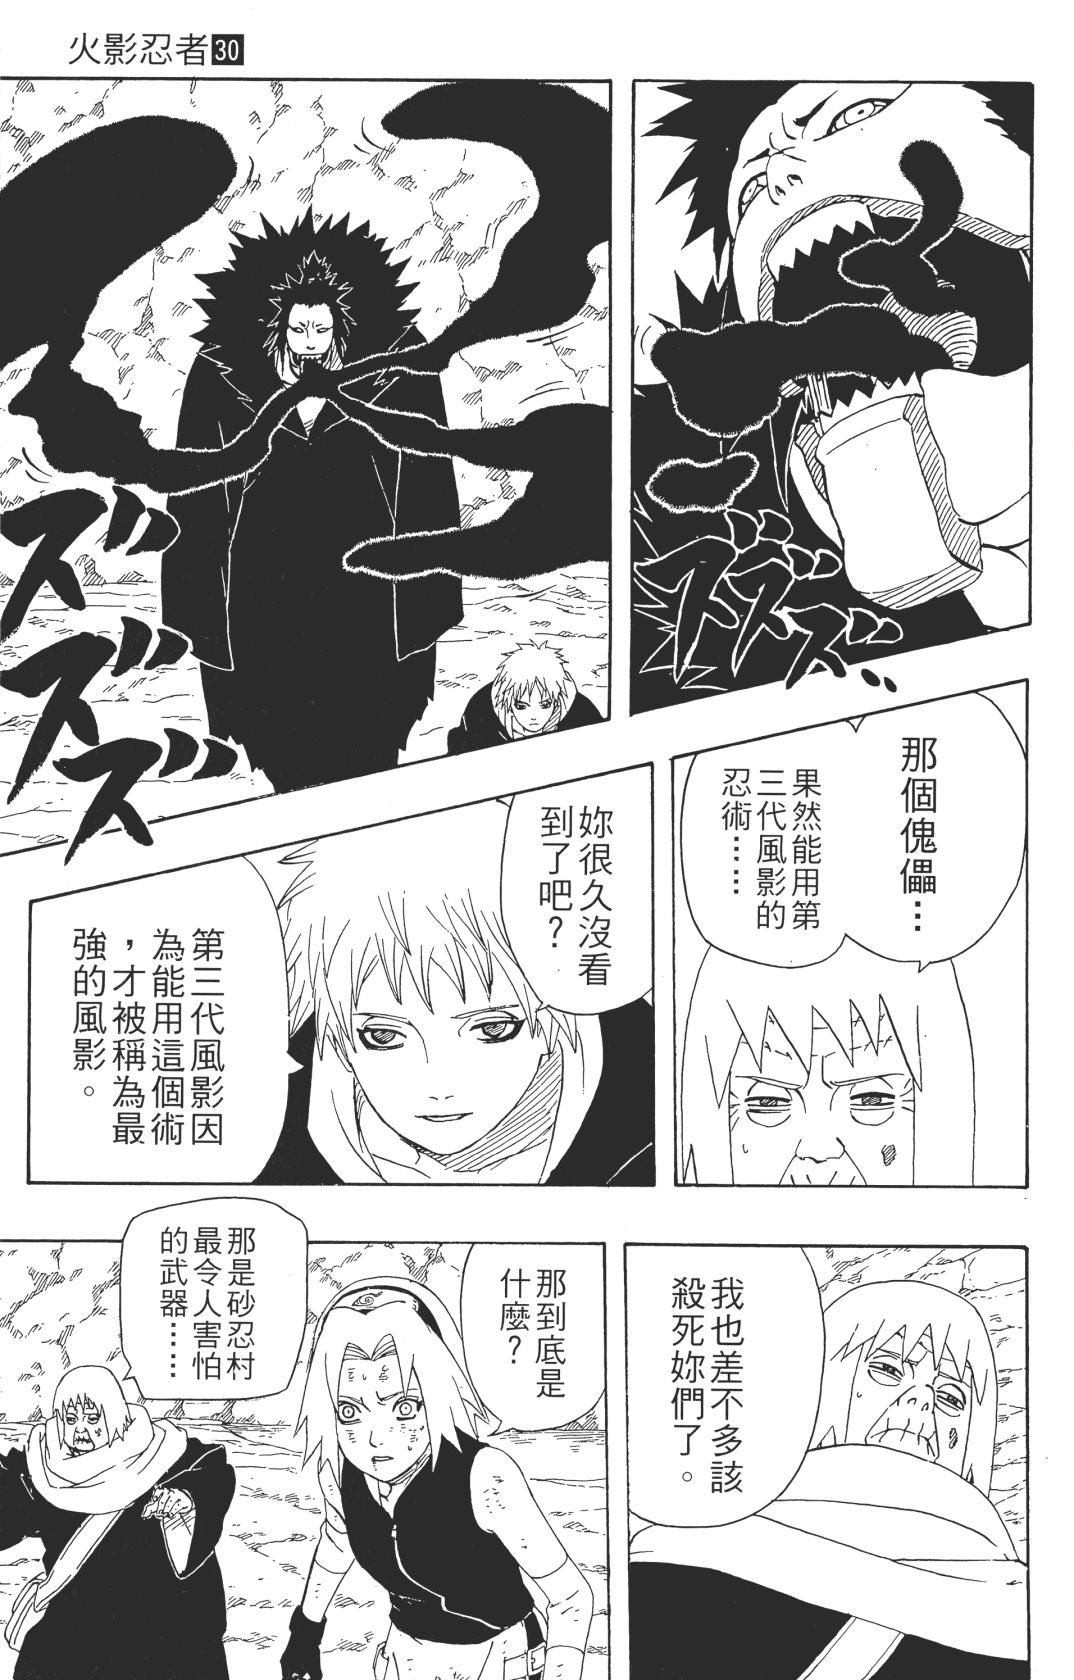 火影忍者30
ズズズ…
ズズズ
那個傀儡…
果然能用第
三代風影的
忍術……
妳很久沒看
到了吧?
第三代風影因
為能用這個術
，才被稱為最
強的風影。
我也差不多該
殺死妳們了。
那到底是
什麼?
那是砂忍村
最令人害怕
的武器……